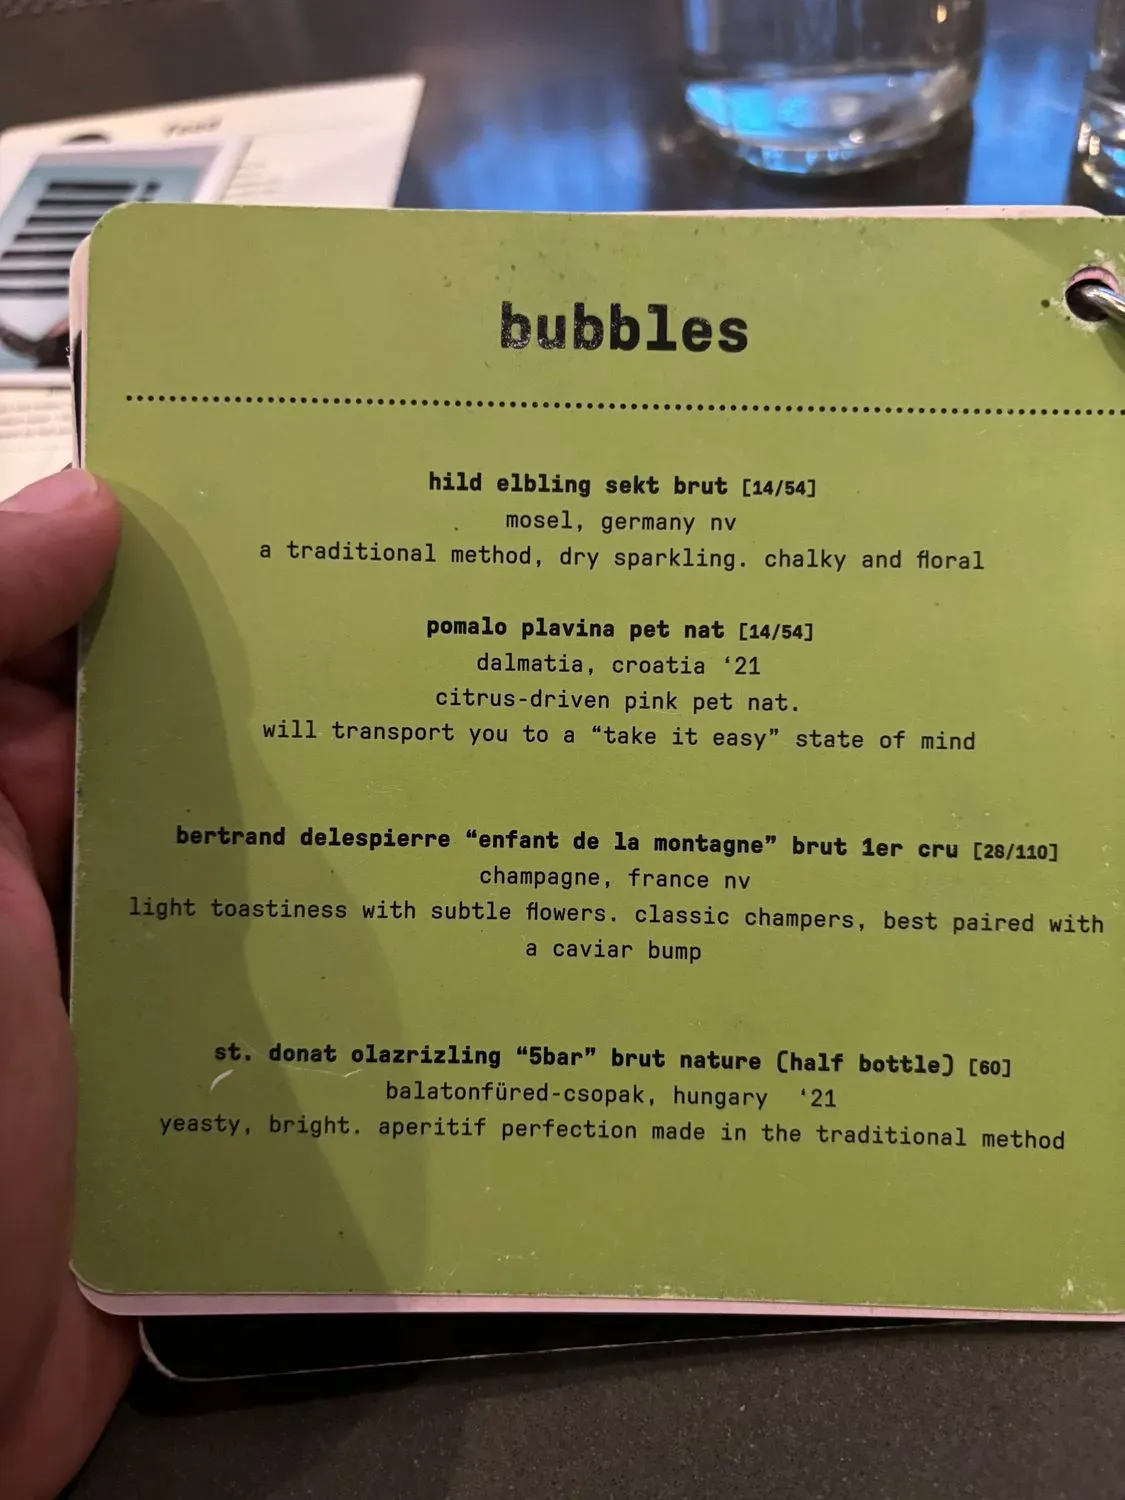 bubbles
hild elbling sekt brut [14/54]
mosel, germany nv
a traditional method, dry sparkling. chalky and floral
pomalo plavina pet nat [14/54]
dalmatia, croatia ‘21
citrus-driven pink pet nat.
will transport you to a “take it easy” state of mind
bertrand delespierre “enfant de la montagne” brut 1er cru [28/110]
champagne, france nv
light toastiness with subtle flowers. classic champers, best paired with
a caviar bump
st. donat olazrizling “5bar” brut nature (half bottle) [60]
balatonfüred-csopak, hungary ‘21
yeasty, bright. aperitif perfection made in the traditional method